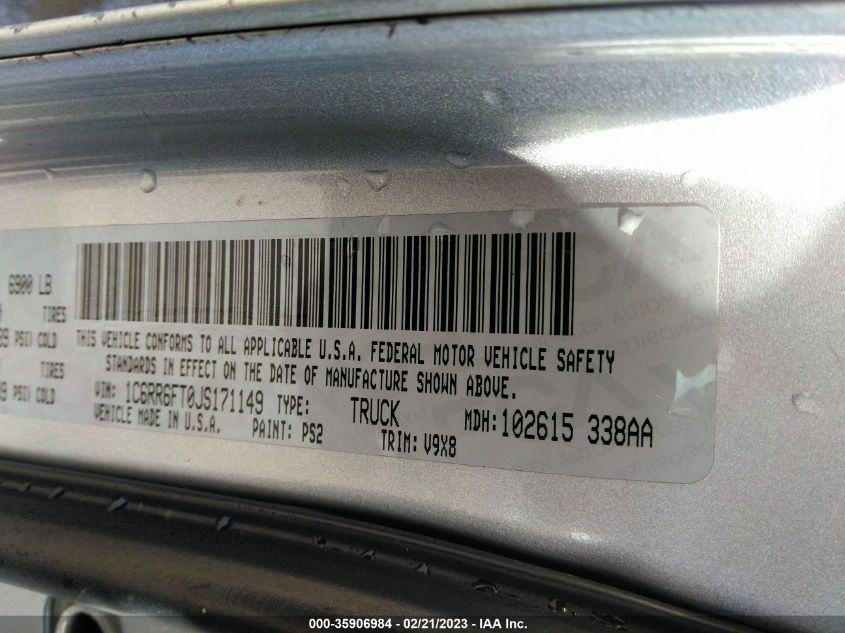 6900 LB
TIRES
PSI) COLD
TIRES
PSI) COLD
THIS VEHICLE CONFORMS TO ALL APPLICABLE U.S.A. FEDERAL MOTOR VEHICLE SAFETY
STANDARDS IN EFFECT ON THE DATE OF MANUFACTURE SHOWN ABOVE.
VIN: 1C6RR6FT0JS171149 TYPE: TRUCK MDH: 102615 338AA
VEHICLE MADE IN U.S.A. PAINT: PS2 TRIM: V9X8
000-35906984 - 02/21/2023 - IAA Inc.